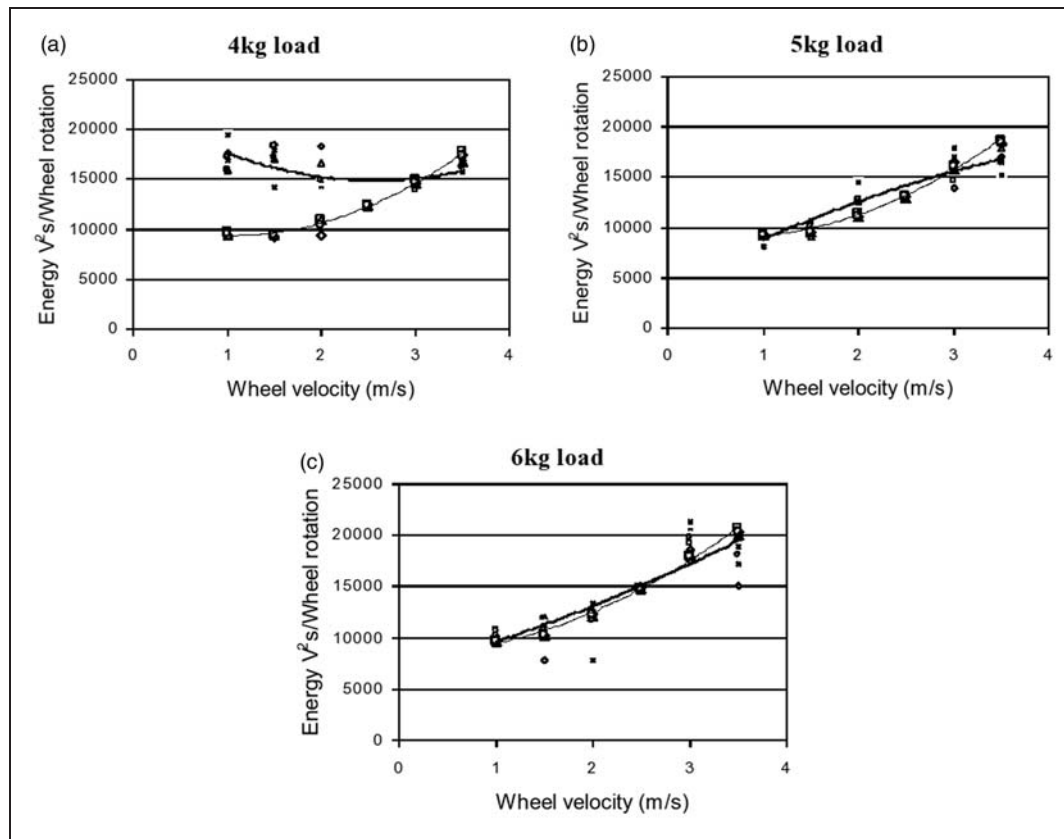 (a)
4kg load
Energy V²s/Wheel rotation
25000
20000
15000
10000
5000
0
0 1 2 3 4
Wheel velocity (m/s)
(b)
5kg load
Energy V²s/Wheel rotation
25000
20000
15000
10000
5000
0
0 1 2 3 4
Wheel velocity (m/s)
(c)
6kg load
Energy V²s/Wheel rotation
25000
20000
15000
10000
5000
0
0 1 2 3 4
Wheel velocity (m/s)